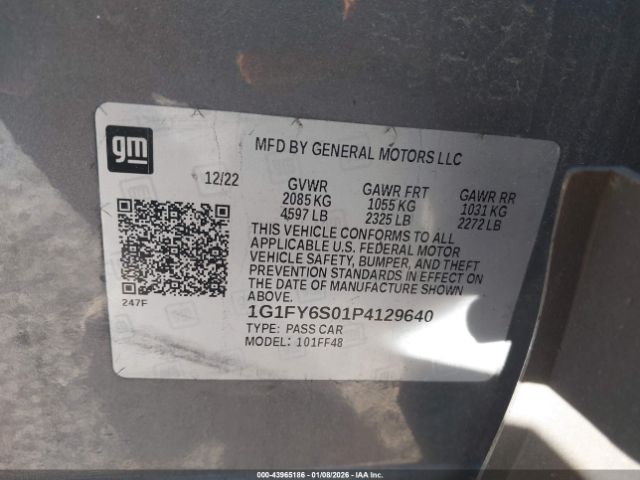 gm
MFD BY GENERAL MOTORS LLC
12/22
GVWR
2085 KG
4597 LB
GAWR FRT
1055 KG
2325 LB
GAWR RR
1031 KG
2272 LB
THIS VEHICLE CONFORMS TO ALL
APPLICABLE U.S. FEDERAL MOTOR
VEHICLE SAFETY, BUMPER, AND THEFT
PREVENTION STANDARDS IN EFFECT ON
THE DATE OF MANUFACTURE SHOWN
ABOVE.
247F
1G1FY6S01P4129640
TYPE: PASS CAR
MODEL: 101FF48
000-43965186 - 01/08/2026 - IAA Inc.